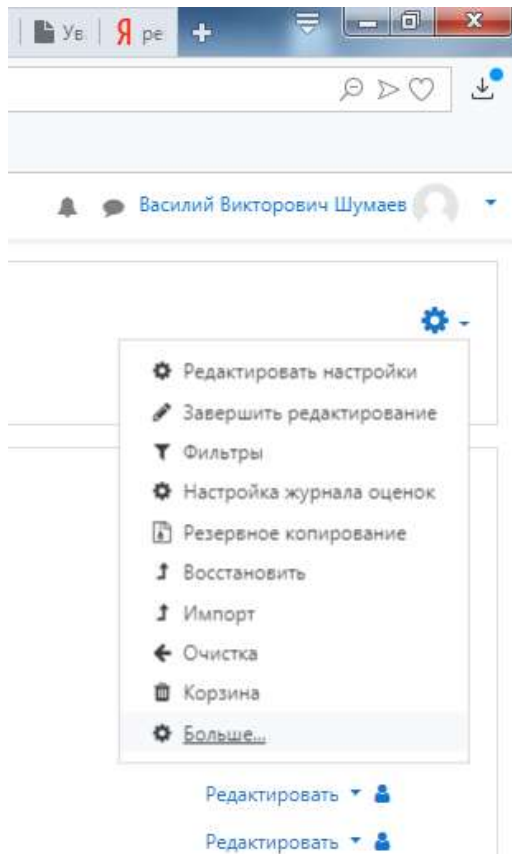 Ув
Я ре
Василий Викторович Шумаев
Редактировать настройки
Завершить редактирование
Фильтры
Настройка журнала оценок
Резервное копирование
Восстановить
Импорт
Очистка
Корзина
Больше...
Редактировать
Редактировать